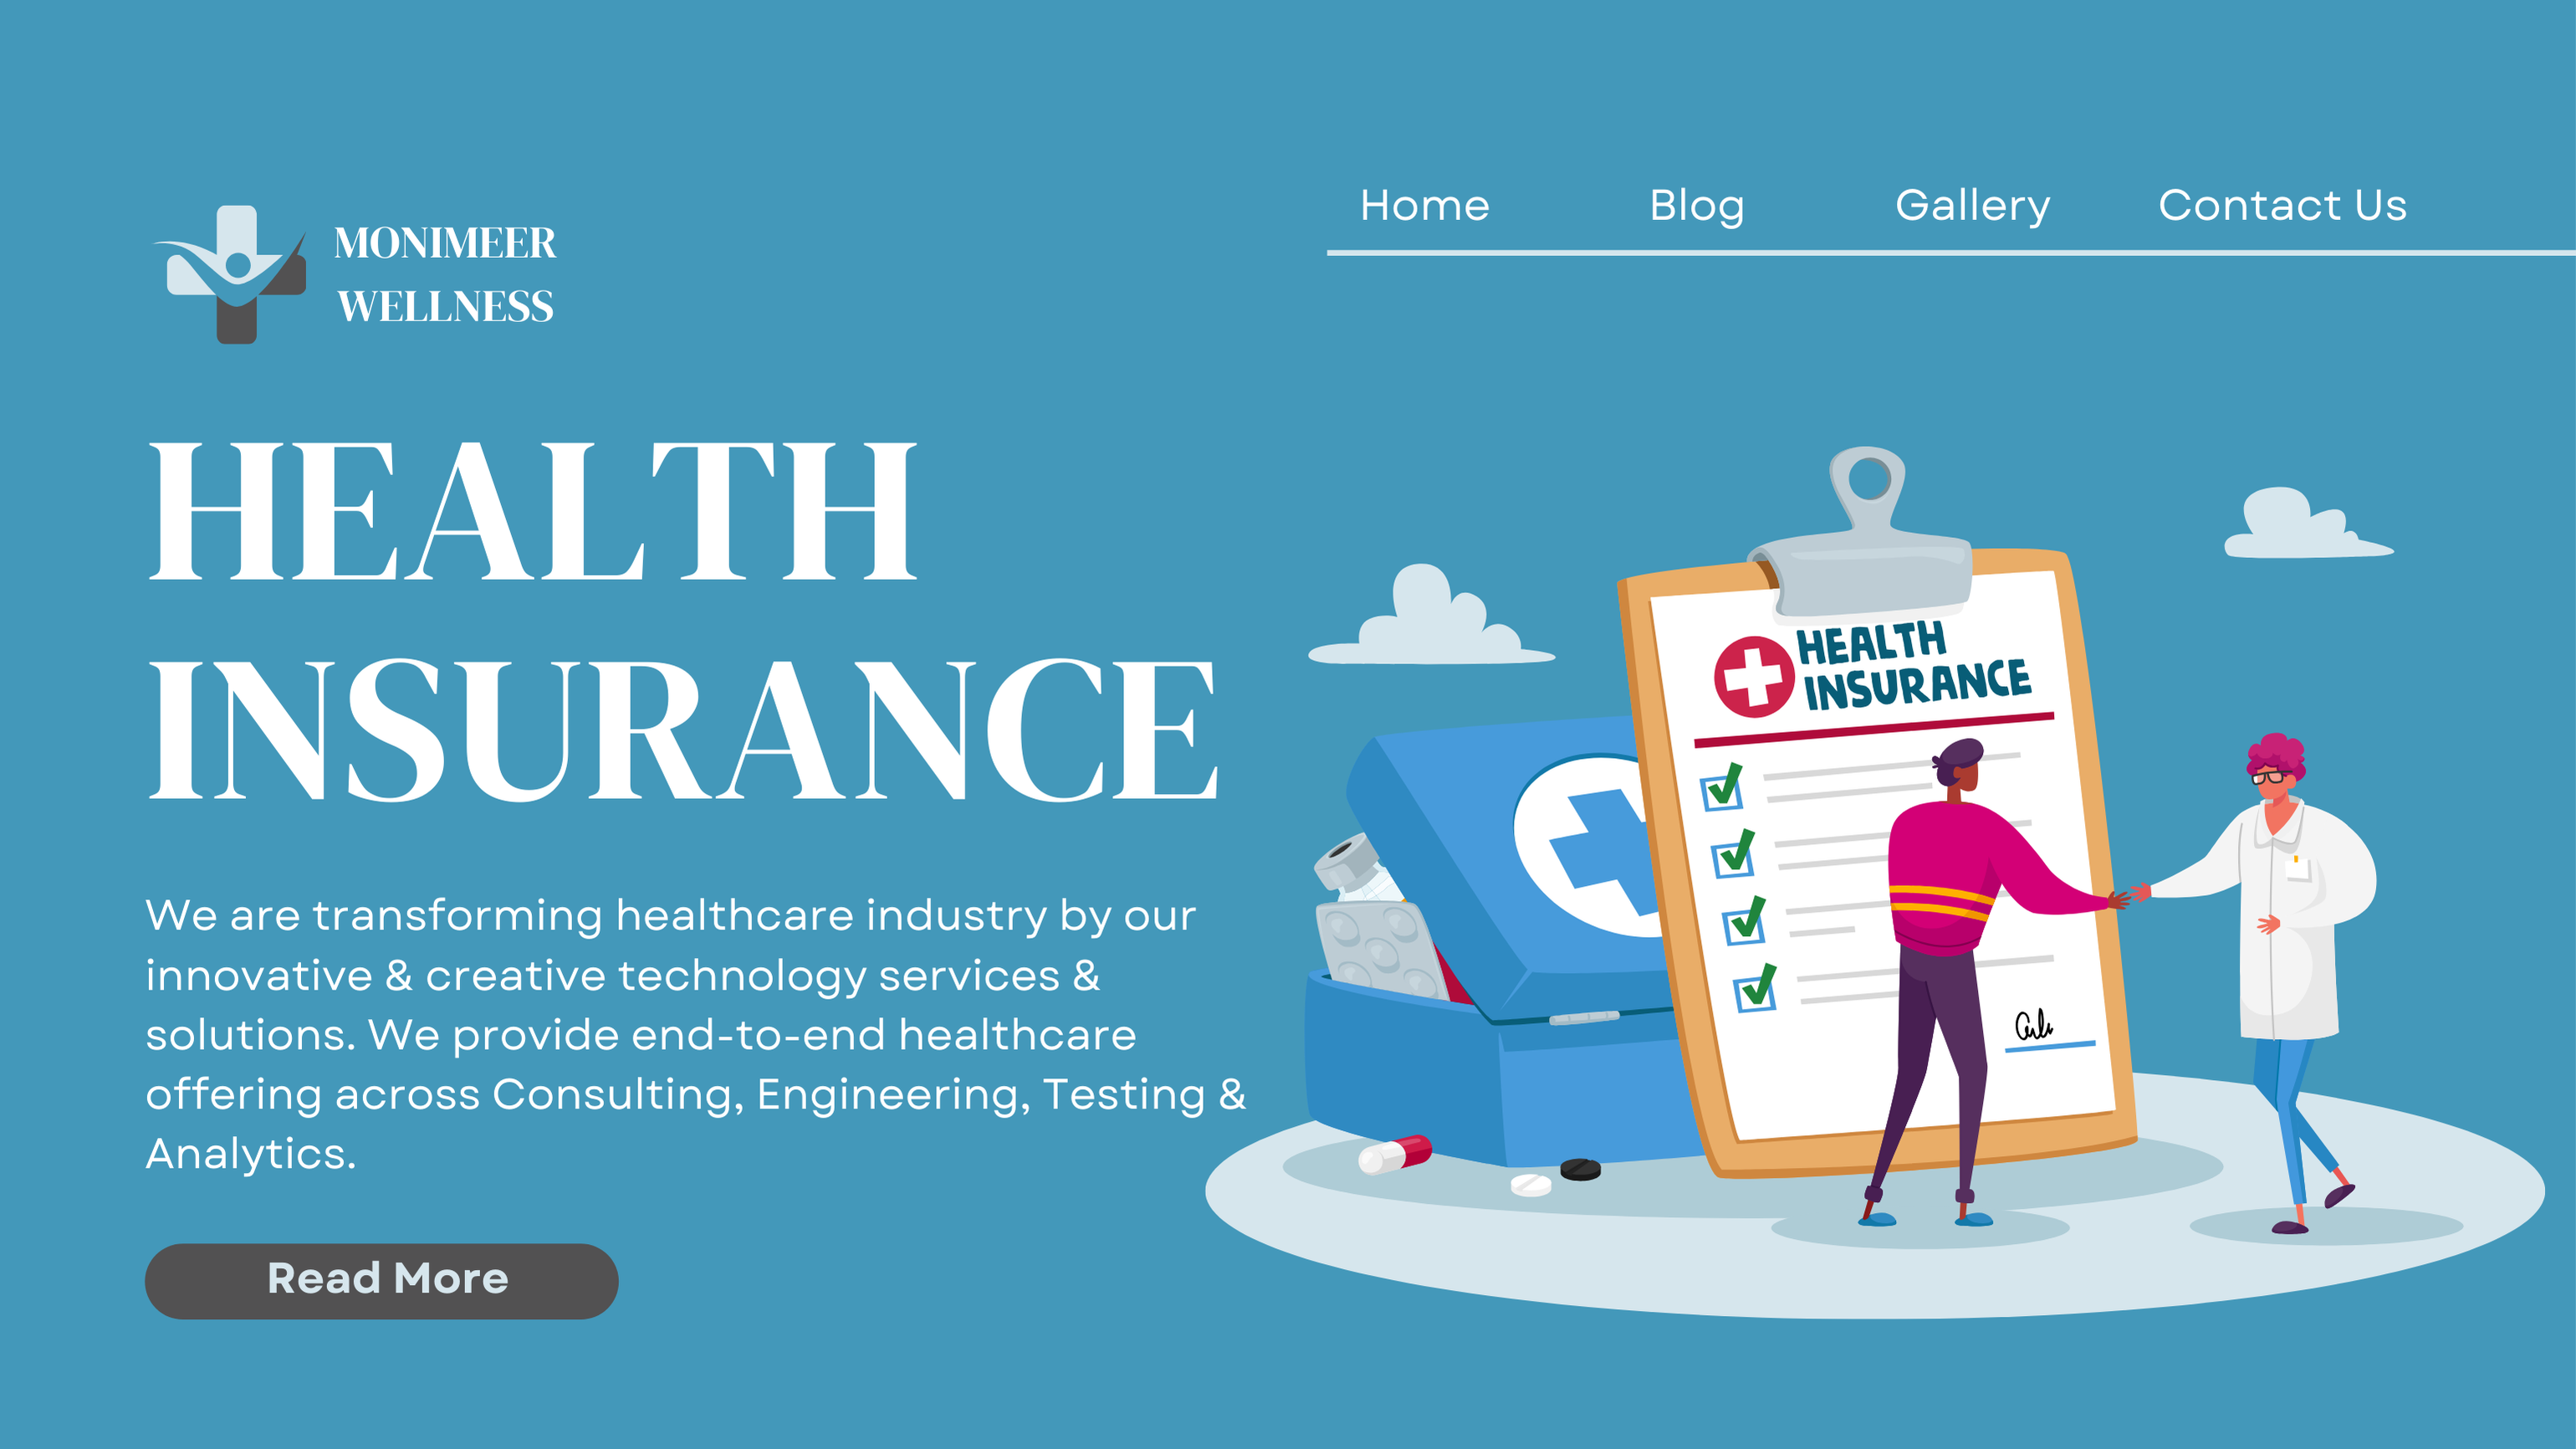 Home Blog Gallery Contact Us
MONIMEER
WELLNESS
HEALTH
INSURANCE
We are transforming healthcare industry by our
innovative & creative technology services &
solutions. We provide end-to-end healthcare
offering across Consulting, Engineering, Testing &
Analytics.
Read More
HEALTH
INSURANCE